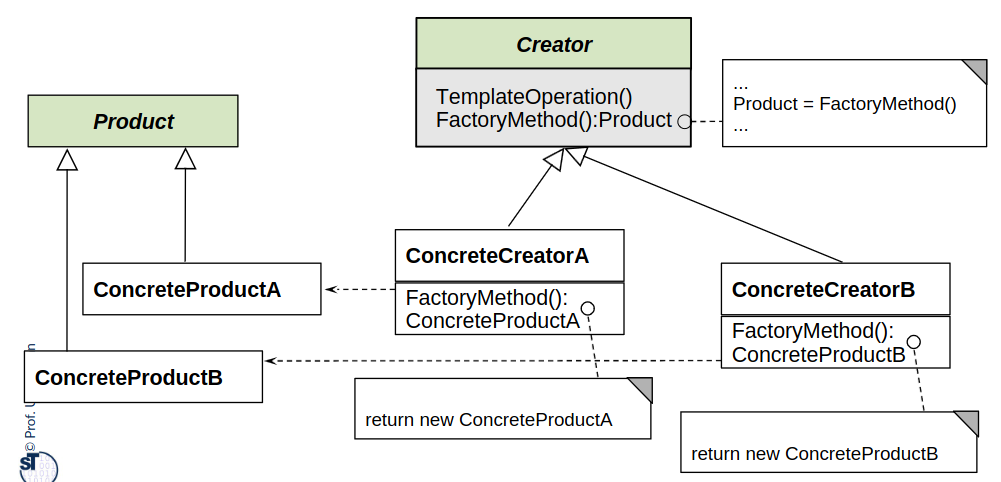 Creator
TemplateOperation()
FactoryMethod():Product
...
Product = FactoryMethod()
...
Product
ConcreteProductA
ConcreteProductB
ConcreteCreatorA
FactoryMethod():
ConcreteProductA
ConcreteCreatorB
FactoryMethod():
ConcreteProductB
return new ConcreteProductA
return new ConcreteProductB
© Prof. U
ST